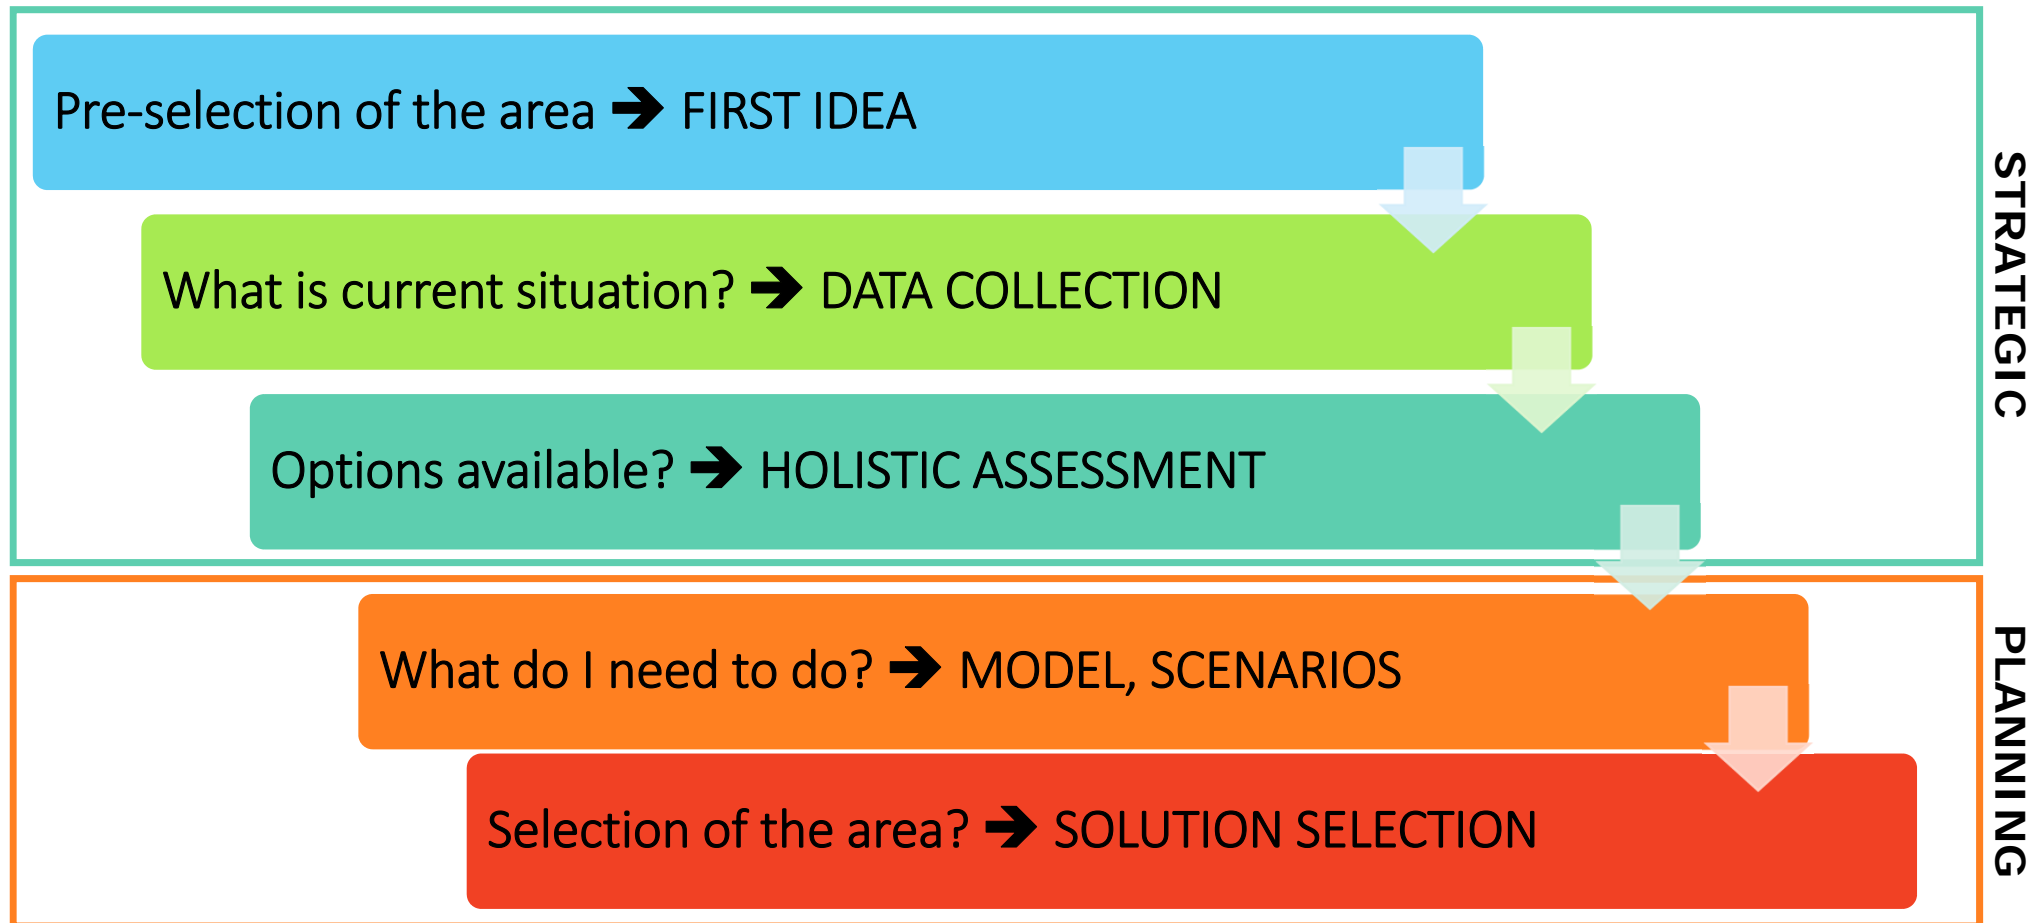 Pre-selection of the area 🡺 FIRST IDEA
What is current situation? 🡺 DATA COLLECTION
Options available? 🡺 HOLISTIC ASSESSMENT
STRATEGIC
What do I need to do? 🡺 MODEL, SCENARIOS
Selection of the area? 🡺 SOLUTION SELECTION
PLANNING